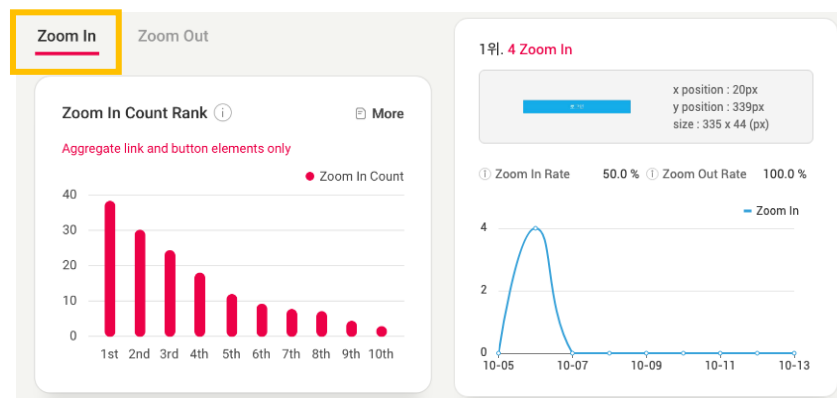 Zoom In
Zoom Out
Zoom In Count Rank
More
Aggregate link and button elements only
Zoom In Count
40
30
20
10
0
1st 2nd 3rd 4th 5th 6th 7th 8th 9th 10th
1위. 4 Zoom In
x position : 20px
y position : 339px
size : 335 x 44 (px)
Zoom In Rate 50.0 % Zoom Out Rate 100.0 %
Zoom In
4
2
0
10-05 10-07 10-09 10-11 10-13